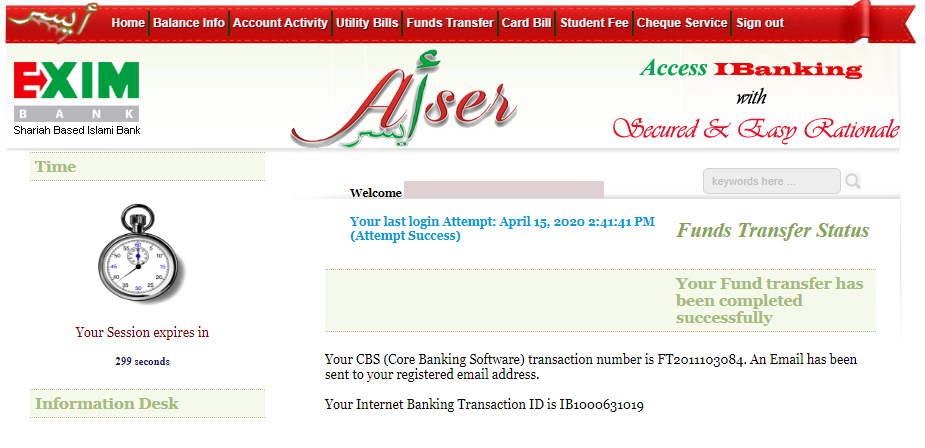 أيسر
Home Balance Info Account Activity Utility Bills Funds Transfer Card Bill Student Fee Cheque Service Sign out
EXIM
BANK
Shariah Based Islami Bank
Aiser
أيسر
Access IBanking
with
Secured & Easy Rationale
Time
Your Session expires in
299 seconds
Information Desk
keywords here ...
Welcome
Your last login Attempt: April 15, 2020 2:41:41 PM
(Attempt Success)
Funds Transfer Status
Your Fund transfer has
been completed
successfully
Your CBS (Core Banking Software) transaction number is FT2011103084. An Email has been
sent to your registered email address.
Your Internet Banking Transaction ID is IB1000631019